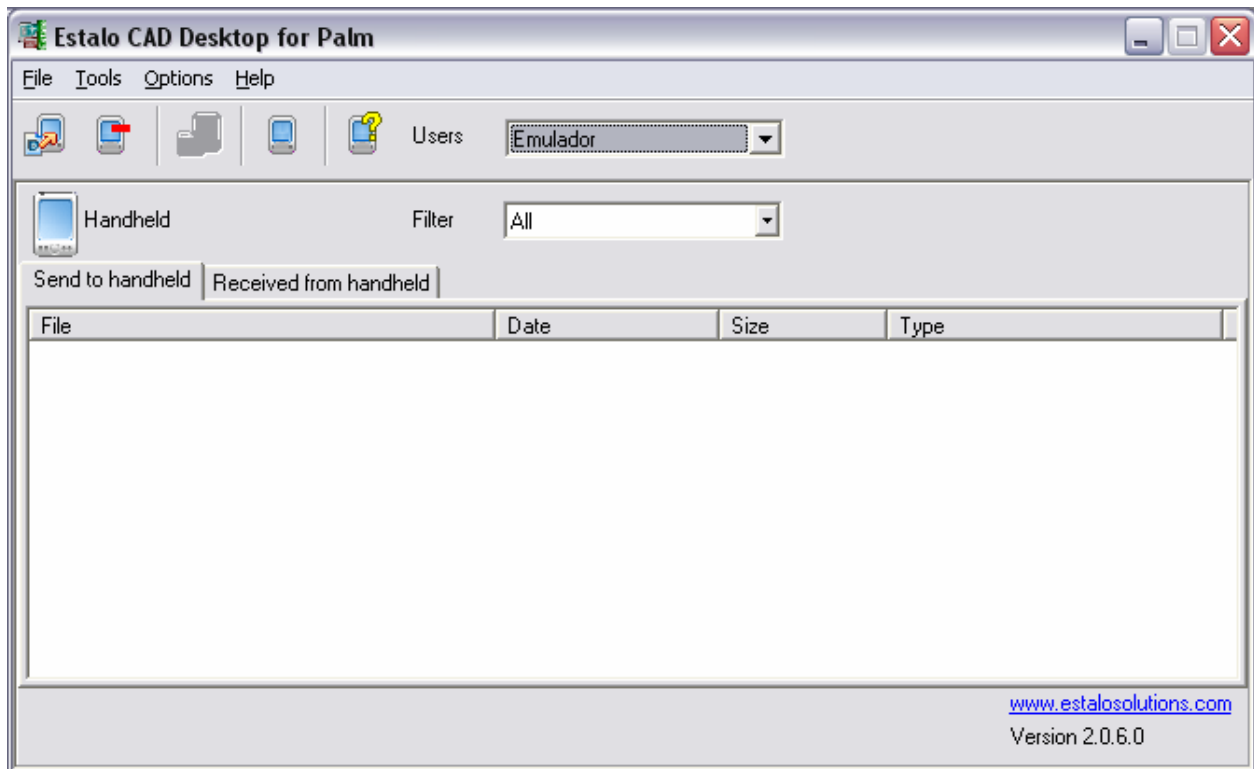 Estalo CAD Desktop for Palm
File Tools Options Help
Users Emulador
Handheld Filter All
Send to handheld Received from handheld
File Date Size Type
www.estalosolutions.com
Version 2.0.6.0